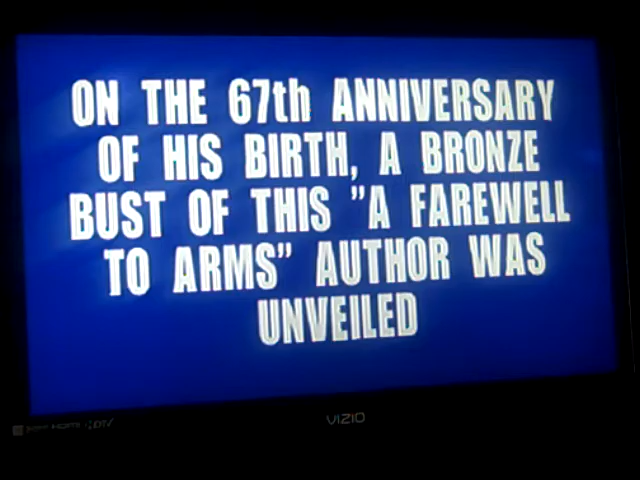 ON THE 67th ANNIVERSARY
OF HIS BIRTH, A BRONZE
BUST OF THIS "A FAREWELL
TO ARMS" AUTHOR WAS
UNVEILED
VIZIO